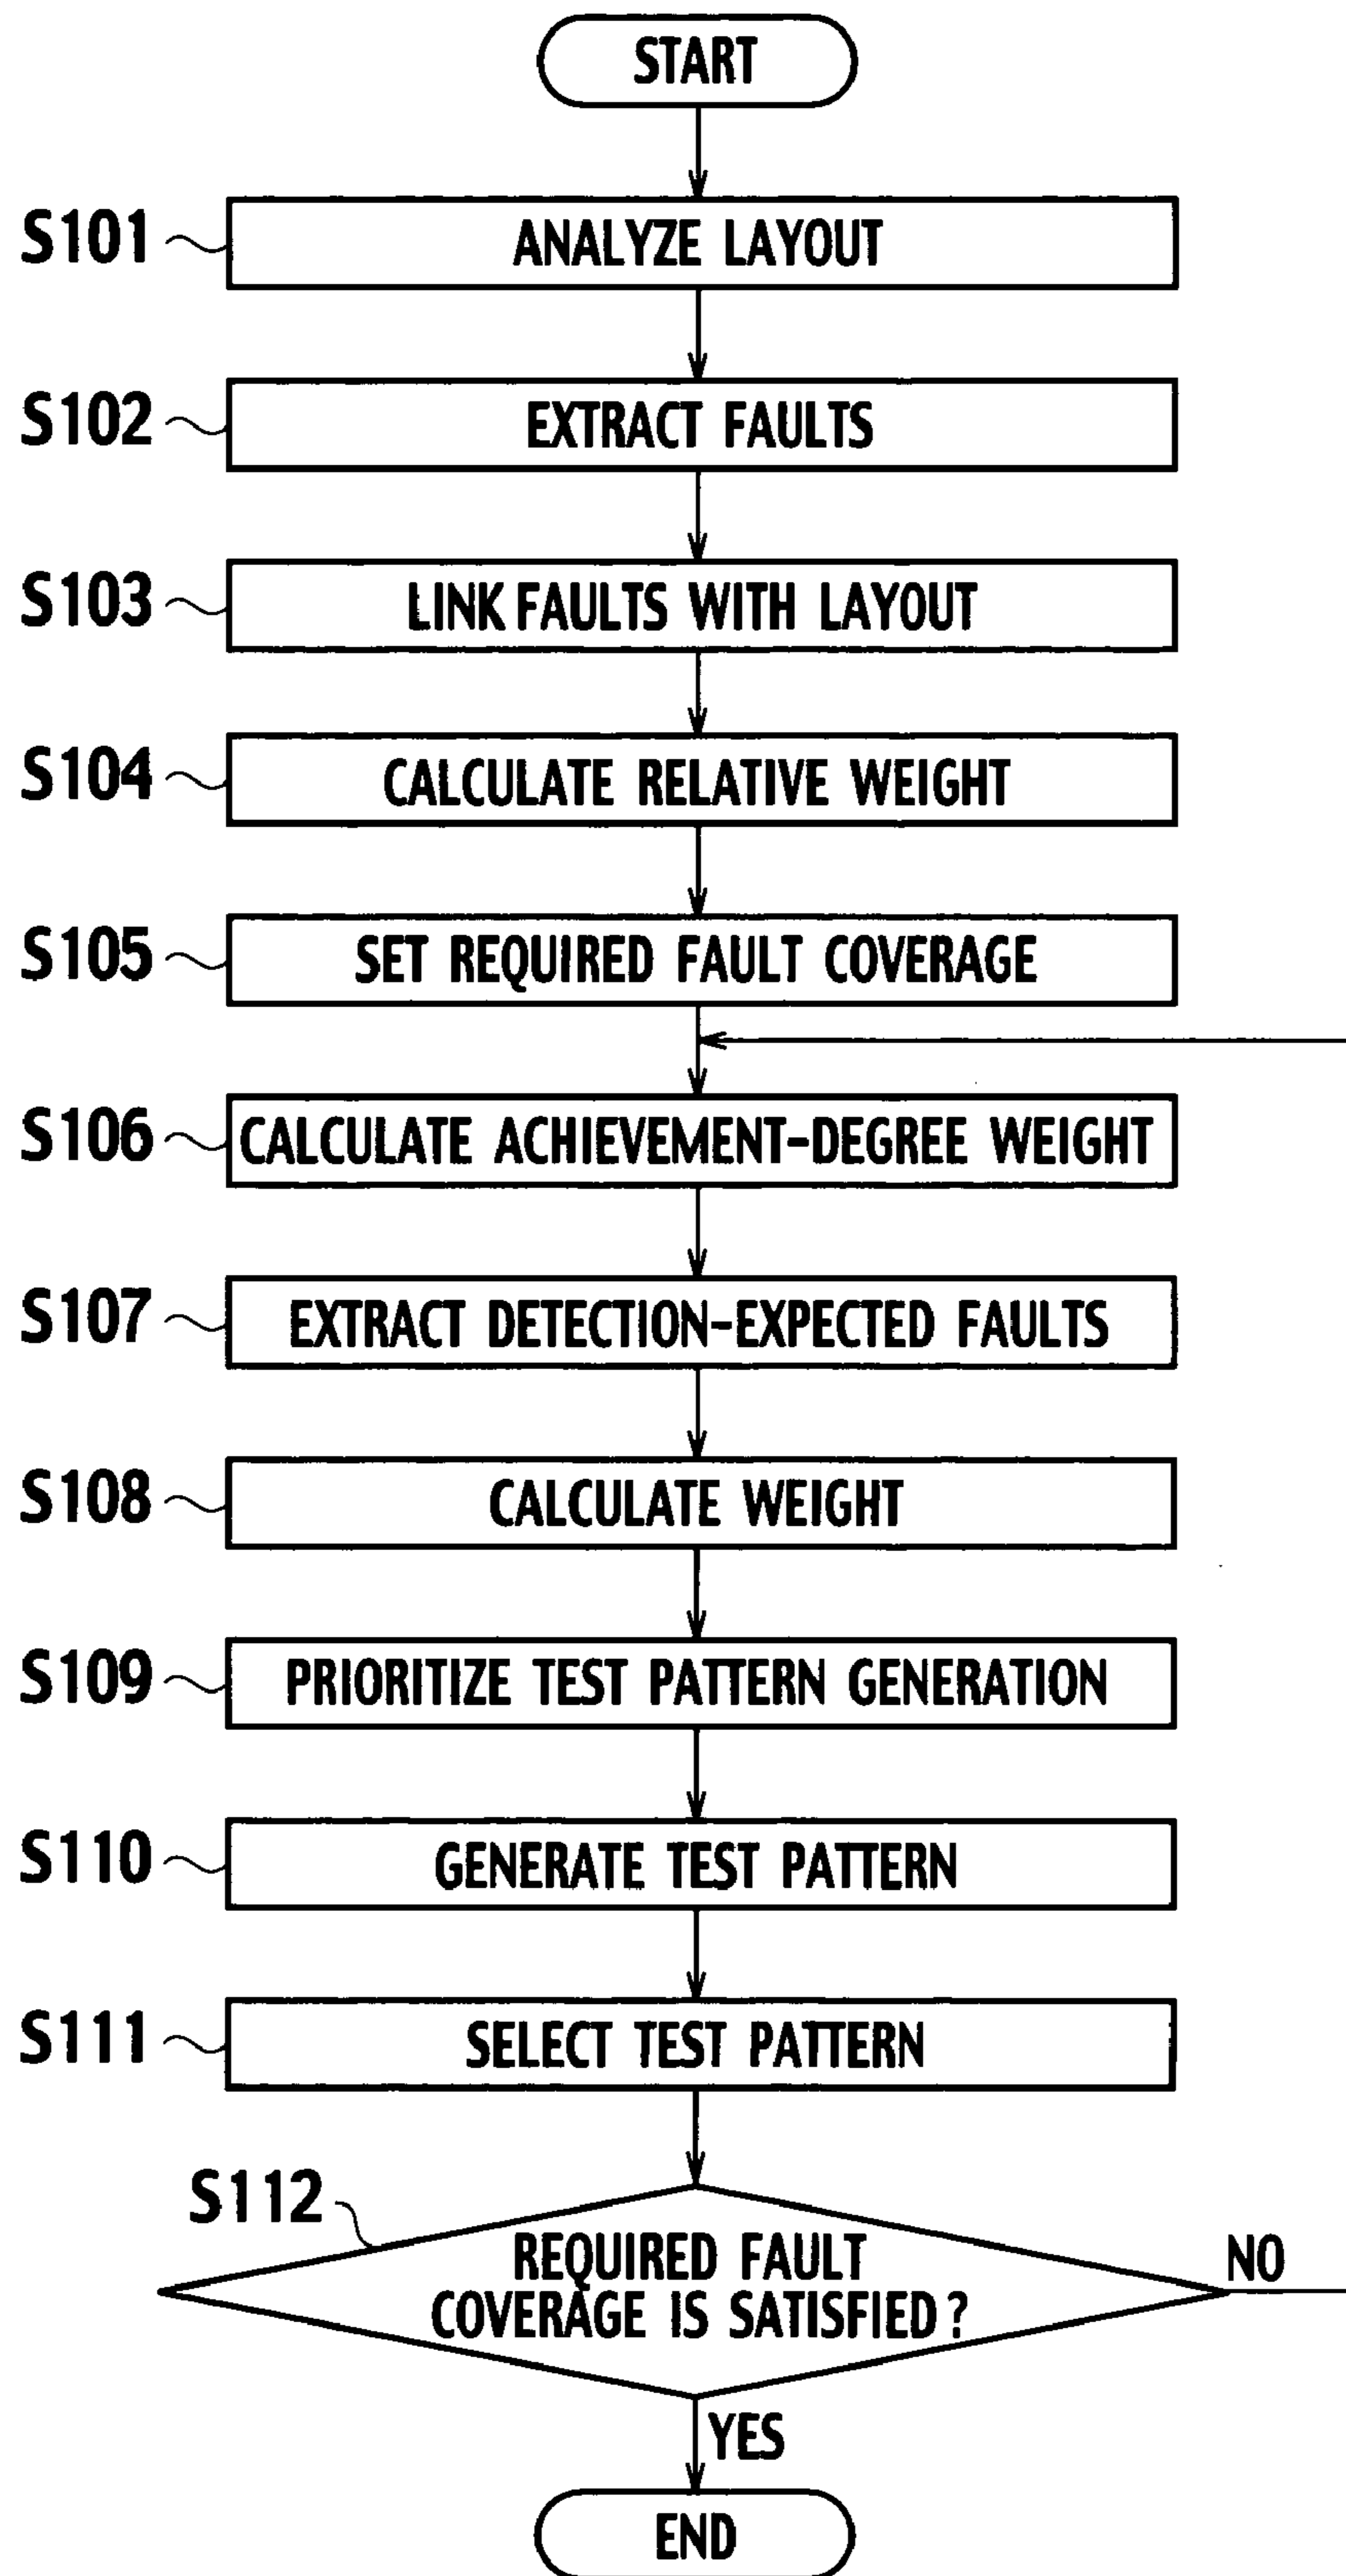 START
S101
ANALYZE LAYOUT
S102
EXTRACT FAULTS
S103
LINK FAULTS WITH LAYOUT
S104
CALCULATE RELATIVE WEIGHT
S105
SET REQUIRED FAULT COVERAGE
S106
CALCULATE ACHIEVEMENT-DEGREE WEIGHT
S107
EXTRACT DETECTION-EXPECTED FAULTS
S108
CALCULATE WEIGHT
S109
PRIORITIZE TEST PATTERN GENERATION
S110
GENERATE TEST PATTERN
S111
SELECT TEST PATTERN
S112
REQUIRED FAULT
COVERAGE IS SATISFIED?
NO
YES
END